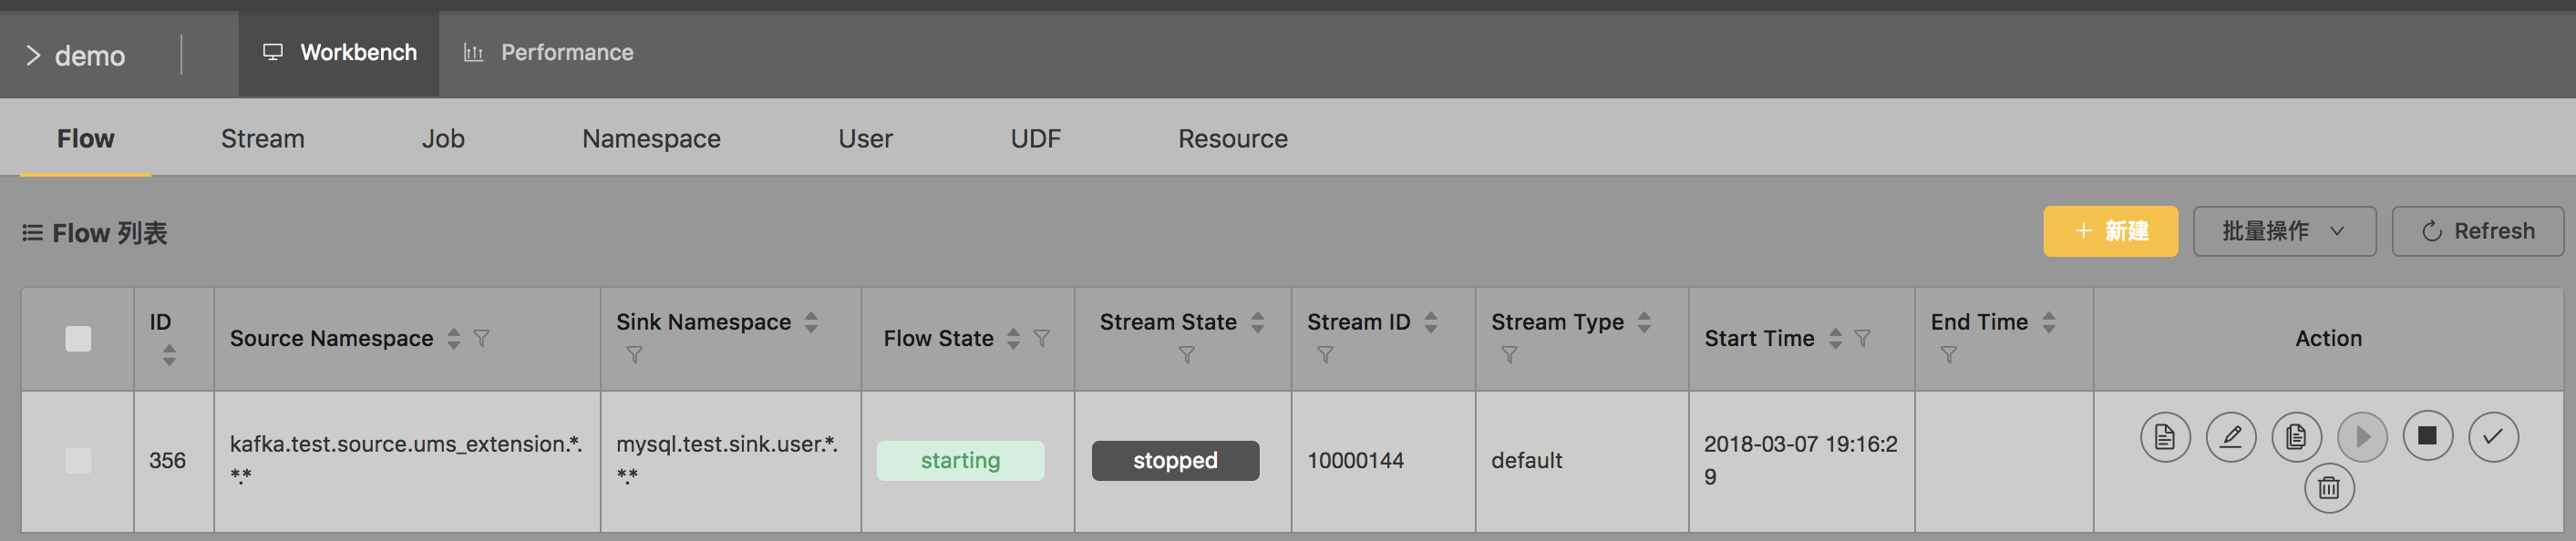 demo
Workbench
Performance
Flow
Stream
Job
Namespace
User
UDF
Resource
Flow 列表
新建
批量操作
Refresh
ID
Source Namespace
Sink Namespace
Flow State
Stream State
Stream ID
Stream Type
Start Time
End Time
Action
356
kafka.test.source.ums_extension.*.
*.*
mysql.test.sink.user.*.
*.*
starting
stopped
10000144
default
2018-03-07 19:16:2
9